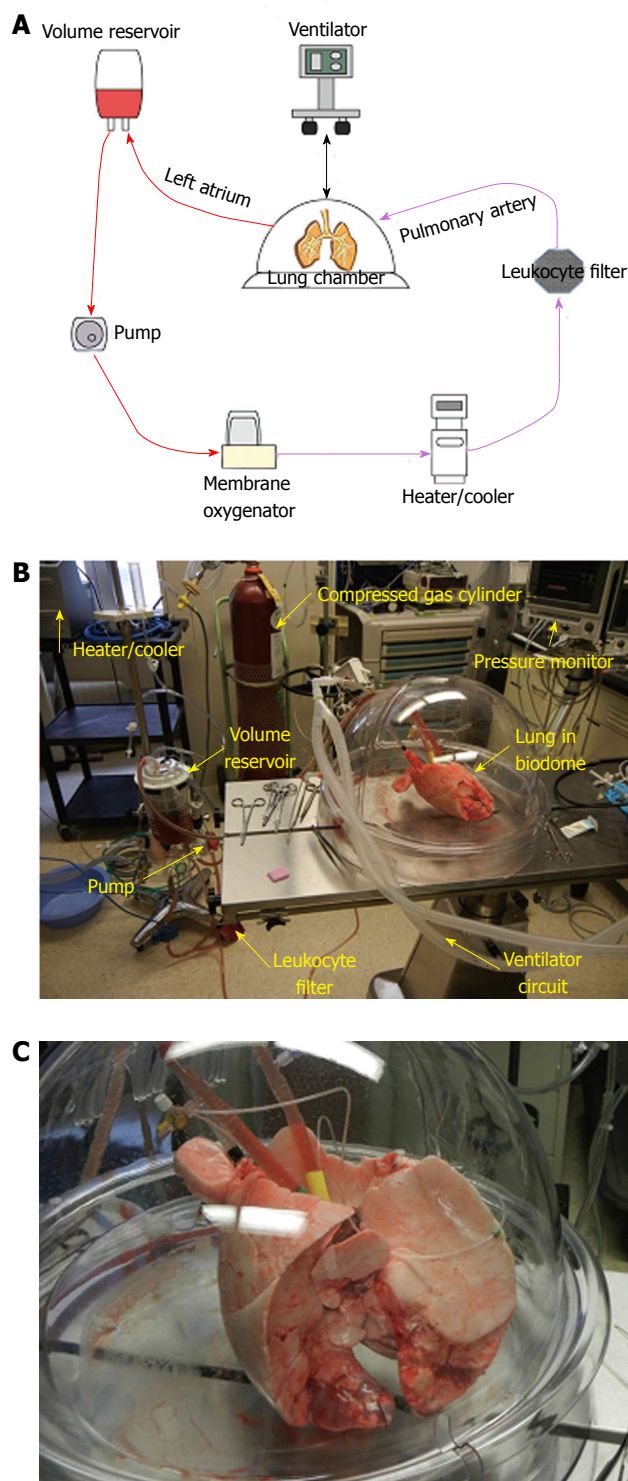 A
Volume reservoir
Ventilator
Left atrium
Pulmonary artery
Lung chamber
Leukocyte filter
Pump
Membrane
oxygenator
Heater/cooler
B
Compressed gas cylinder
Heater/cooler
Pressure monitor
Volume
reservoir
Lung in
biodome
Pump
Leukocyte
filter
Ventilator
circuit
C